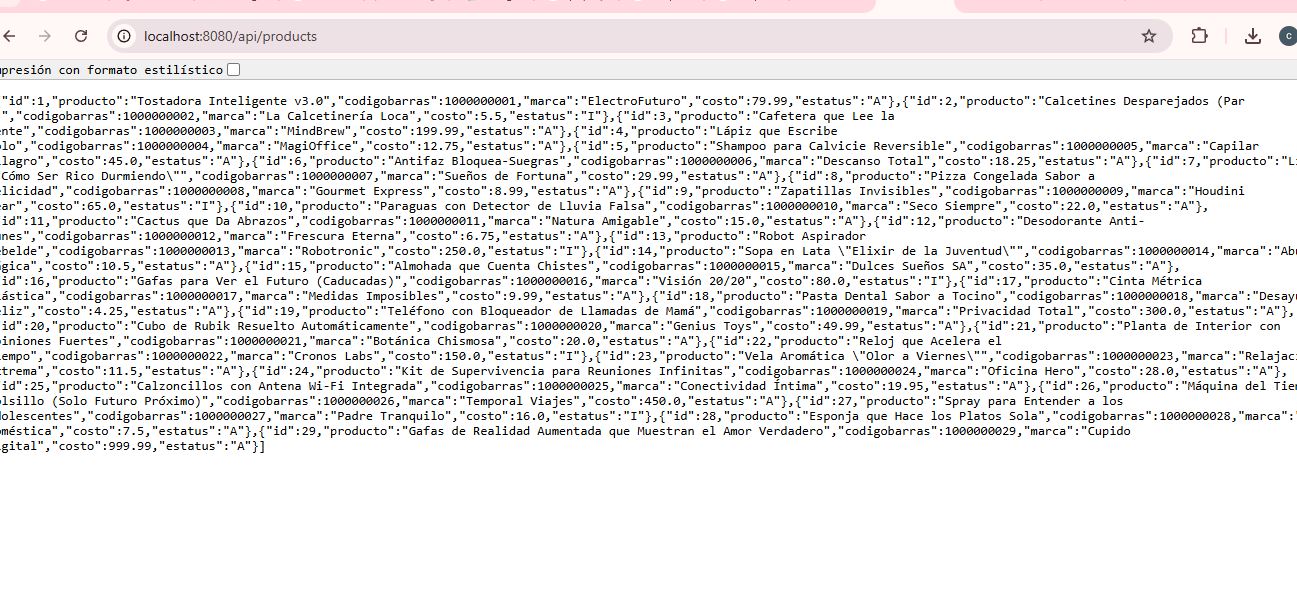 localhost:8080/api/products
presión con formato estilístico
"id":1,"producto":"Tostadora Inteligente v3.0","codigobarras":1000000001,"marca":"ElectroFuturo","costo":79.99,"estatus":"A"},{"id":2,"producto":"Calcetines Desparejados (Par
","codigobarras":1000000002,"marca":"La Calcetinería Loca","costo":5.5,"estatus":"I"},{"id":3,"producto":"Cafetera que Lee la
ente","codigobarras":1000000003,"marca":"MindBrew","costo":199.99,"estatus":"A"},{"id":4,"producto":"Lápiz que Escribe
olo","codigobarras":1000000004,"marca":"MagiOffice","costo":12.75,"estatus":"A"},{"id":5,"producto":"Shampoo para Calvicie Reversible","codigobarras":1000000005,"marca":"Capilar
lagro","costo":45.0,"estatus":"A"},{"id":6,"producto":"Antifaz Bloquea-Suegras","codigobarras":1000000006,"marca":"Descanso Total","costo":18.25,"estatus":"A"},{"id":7,"producto":"Li
Cómo Ser Rico Durmiendo\"","codigobarras":1000000007,"marca":"Sueños de Fortuna","costo":29.99,"estatus":"A"},{"id":8,"producto":"Pizza Congelada Sabor a
elicidad","codigobarras":1000000008,"marca":"Gourmet Express","costo":8.99,"estatus":"A"},{"id":9,"producto":"Zapatillas Invisibles","codigobarras":1000000009,"marca":"Houdini
ear","costo":65.0,"estatus":"I"},{"id":10,"producto":"Paraguas con Detector de Lluvia Falsa","codigobarras":1000000010,"marca":"Seco Siempre","costo":22.0,"estatus":"A"},
id":11,"producto":"Cactus que Da Abrazos","codigobarras":1000000011,"marca":"Natura Amigable","costo":15.0,"estatus":"A"},{"id":12,"producto":"Desodorante Anti-
unes","codigobarras":1000000012,"marca":"Frescura Eterna","costo":6.75,"estatus":"A"},{"id":13,"producto":"Robot Aspirador
ebelde","codigobarras":1000000013,"marca":"Robotronic","costo":250.0,"estatus":"I"},{"id":14,"producto":"Sopa en Lata \"Elixir de la Juventud\"","codigobarras":1000000014,"marca":"Abu
ágica","costo":10.5,"estatus":"A"},{"id":15,"producto":"Almohada que Cuenta Chistes","codigobarras":1000000015,"marca":"Dulces Sueños SA","costo":35.0,"estatus":"A"},
id":16,"producto":"Gafas para Ver el Futuro (Caducadas)","codigobarras":1000000016,"marca":"Visión 20/20","costo":80.0,"estatus":"I"},{"id":17,"producto":"Cinta Métrica
ástica","codigobarras":1000000017,"marca":"Medidas Imposibles","costo":9.99,"estatus":"A"},{"id":18,"producto":"Pasta Dental Sabor a Tocino","codigobarras":1000000018,"marca":"Desayu
eliz","costo":4.25,"estatus":"A"},{"id":19,"producto":"Teléfono con Bloqueador de Llamadas de Mamá","codigobarras":1000000019,"marca":"Privacidad Total","costo":300.0,"estatus":"A"},
id":20,"producto":"Cubo de Rubik Resuelto Automáticamente","codigobarras":1000000020,"marca":"Genius Toys","costo":49.99,"estatus":"A"},{"id":21,"producto":"Planta de Interior con
piniones Fuertes","codigobarras":1000000021,"marca":"Botánica Chismosa","costo":20.0,"estatus":"A"},{"id":22,"producto":"Reloj que Acelera el
iempo","codigobarras":1000000022,"marca":"Cronos Labs","costo":150.0,"estatus":"I"},{"id":23,"producto":"Vela Aromática \"Olor a Viernes\"","codigobarras":1000000023,"marca":"Relajaci
xtrema","costo":11.5,"estatus":"A"},{"id":24,"producto":"Kit de Supervivencia para Reuniones Infinitas","codigobarras":1000000024,"marca":"Oficina Hero","costo":28.0,"estatus":"A"},
id":25,"producto":"Calzoncillos con Antena Wi-Fi Integrada","codigobarras":1000000025,"marca":"Conectividad Íntima","costo":19.95,"estatus":"A"},{"id":26,"producto":"Máquina del Tiem
olsillo (Solo Futuro Próximo)","codigobarras":1000000026,"marca":"Temporal Viajes","costo":450.0,"estatus":"A"},{"id":27,"producto":"Spray para Entender a los
dolescentes","codigobarras":1000000027,"marca":"Padre Tranquilo","costo":16.0,"estatus":"I"},{"id":28,"producto":"Esponja que Hace los Platos Sola","codigobarras":1000000028,"marca":"
oméstica","costo":7.5,"estatus":"A"},{"id":29,"producto":"Gafas de Realidad Aumentada que Muestran el Amor Verdadero","codigobarras":1000000029,"marca":"Cupido
igital","costo":999.99,"estatus":"A"}]